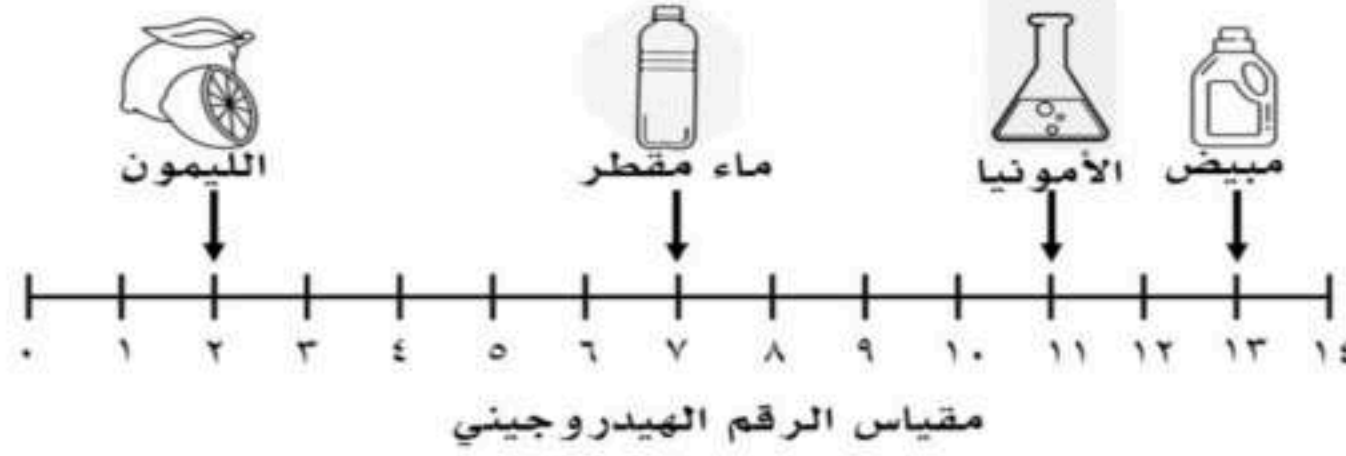 الليمون
ماء مقطر
الأمونيا
مبيض
٠ ١ ٢ ٣ ٤ ٥ ٦ ٧ ٨ ٩ ١٠ ١١ ١٢ ١٣ ١٤
مقياس الرقم الهيدروجيني